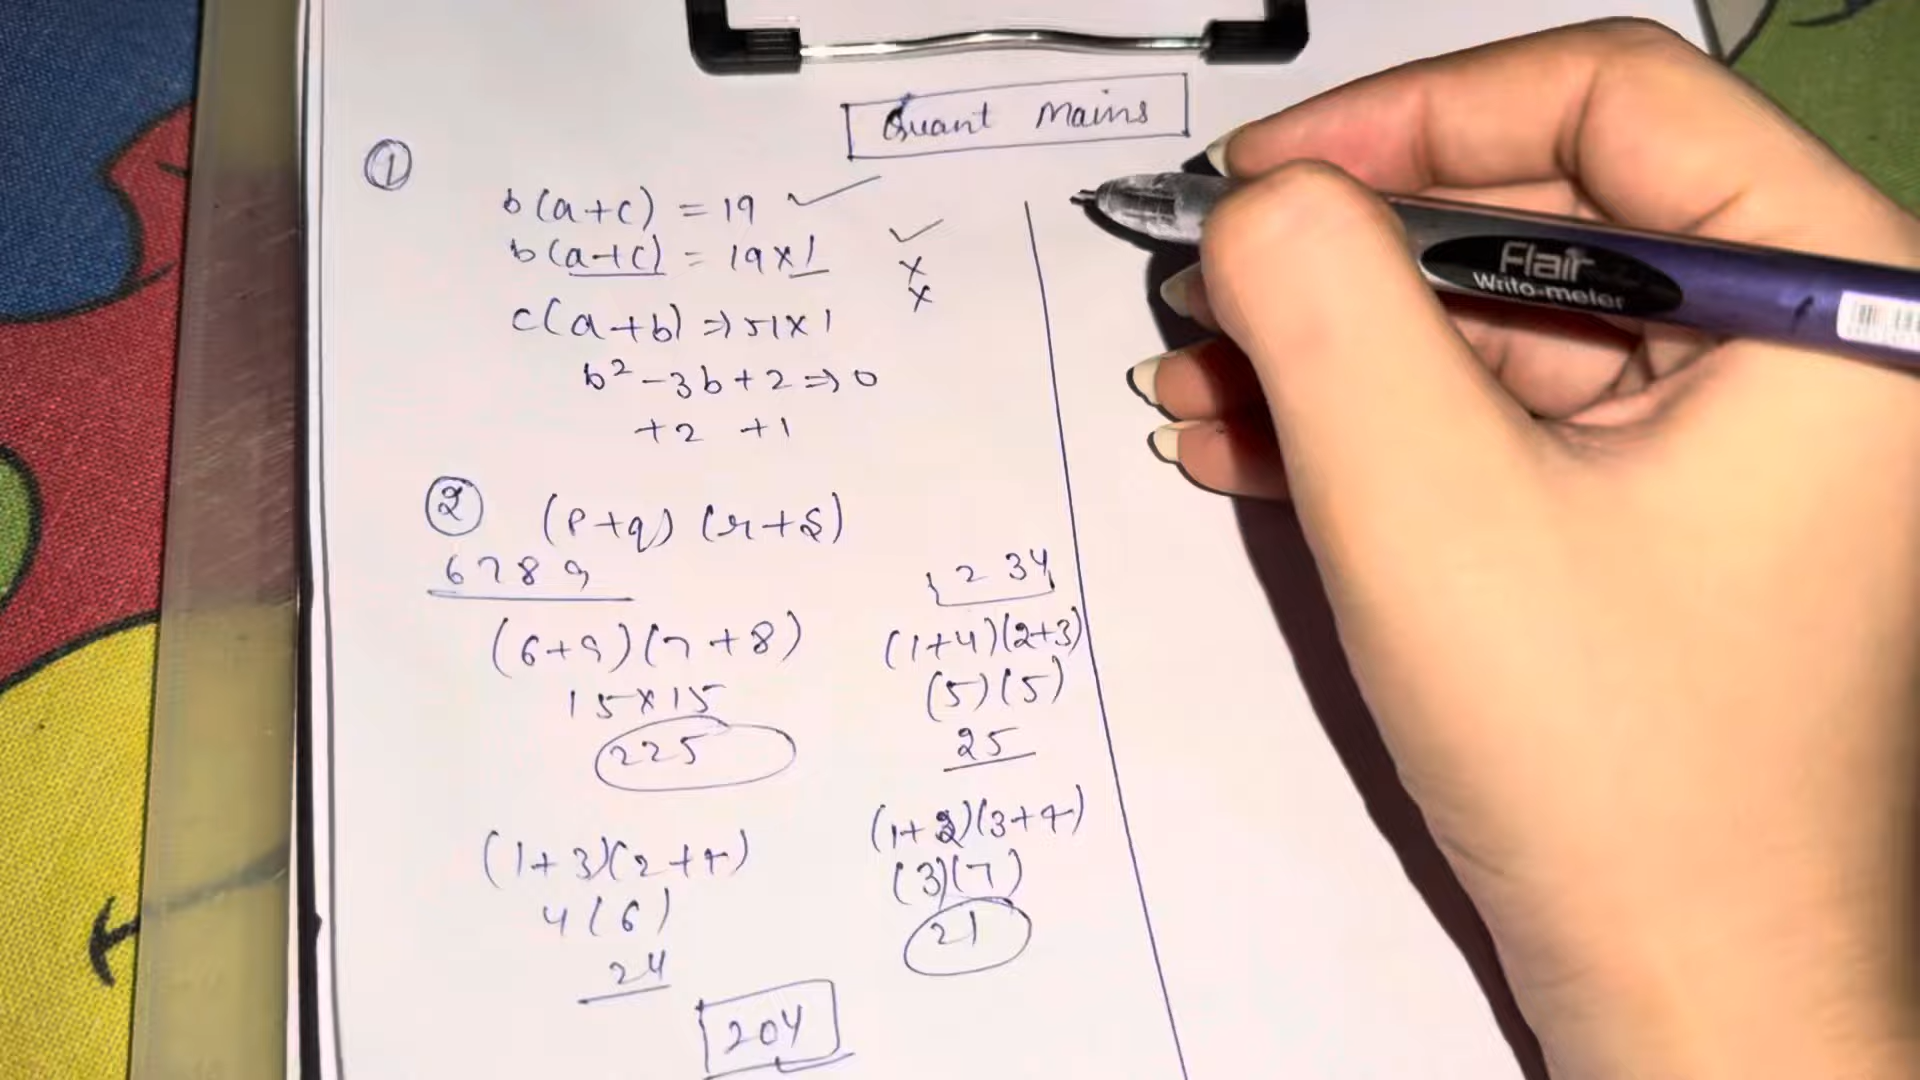 Quant Mains
①
b(a+c) = 19 ✓
b(a+c) = 19×1 ✓
x
x
c(a+b) ⇒ 51×1
b² -3b+2 ⇒ 0
+2 +1
② (p+q) (r+s)
6 7 8 9
(6+9)(7+8)
15×15
225
1 2 34
(1+4)(2+3)
(5)(5)
25
(1+3)(2+4)
4(6)
24
(1+2)(3+4)
(3)(7)
21
204
Flair
Writo-meter